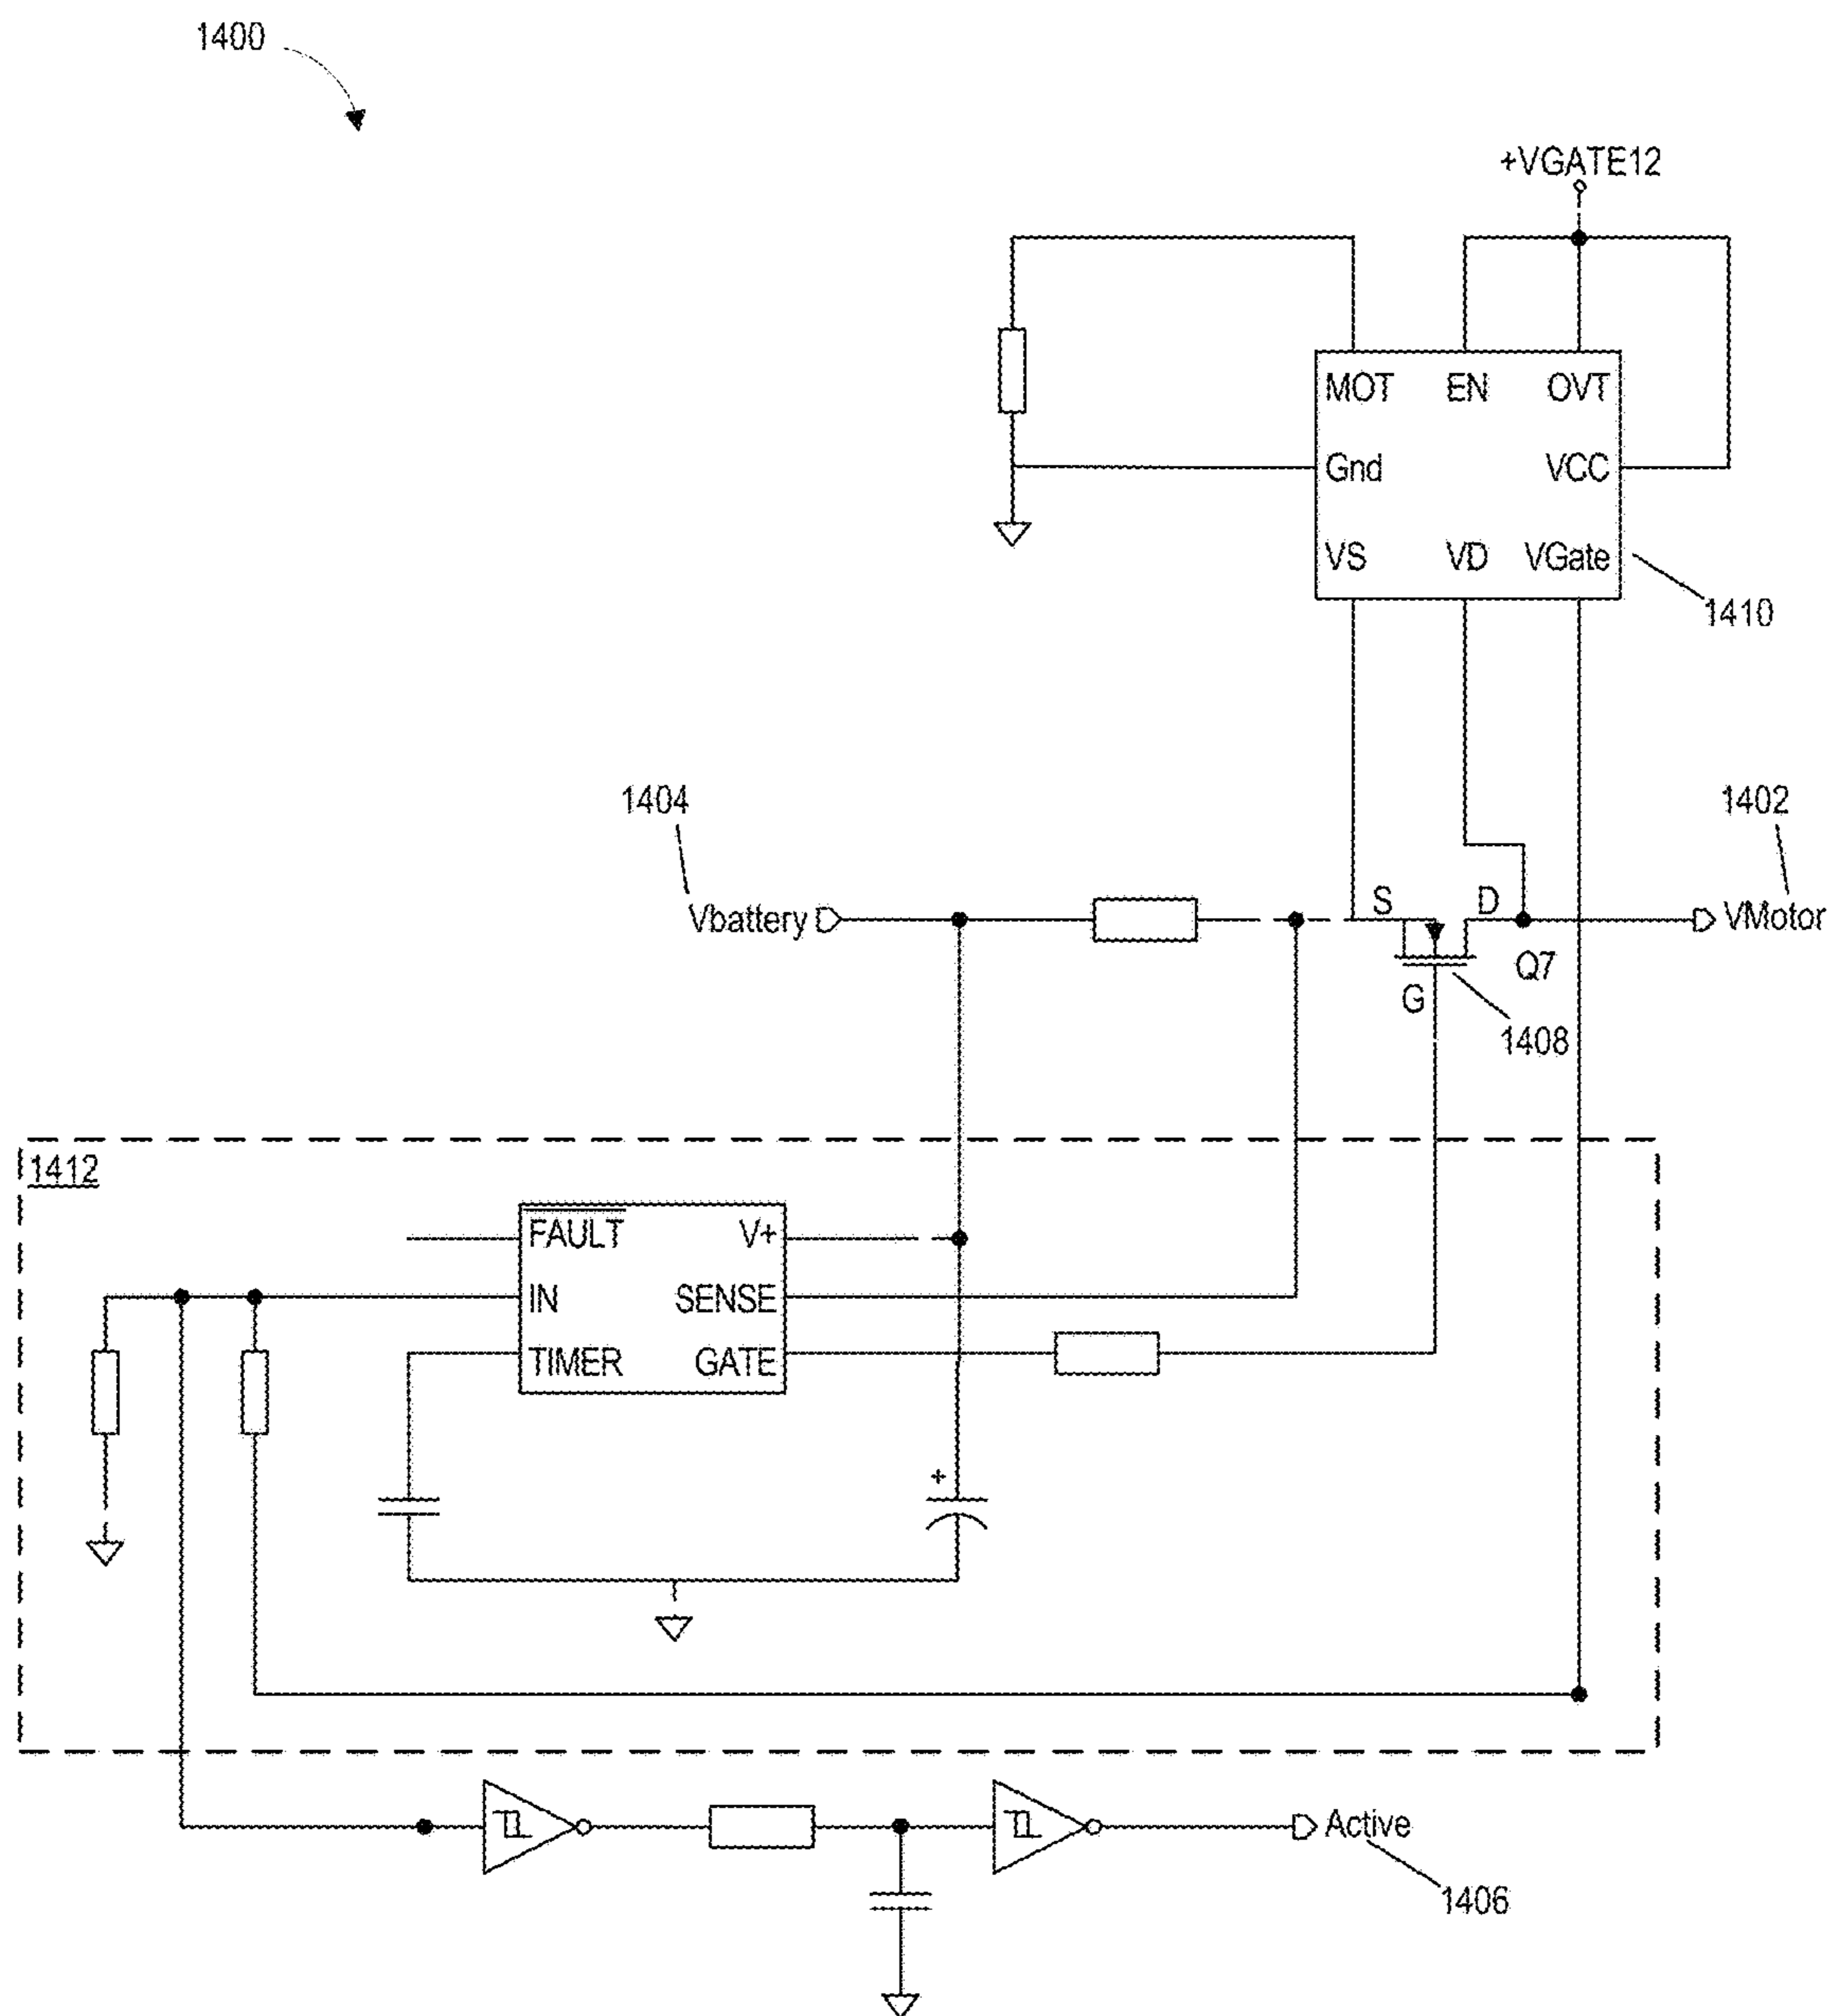 1400
+VGATE12
MOT EN OVT
Gnd VCC
VS VD VGate
1410
1404
1402
Vbattery
S D
VMotor
Q7
G
1408
1412
FAULT V+
IN SENSE
TIMER GATE
+
Active
1406